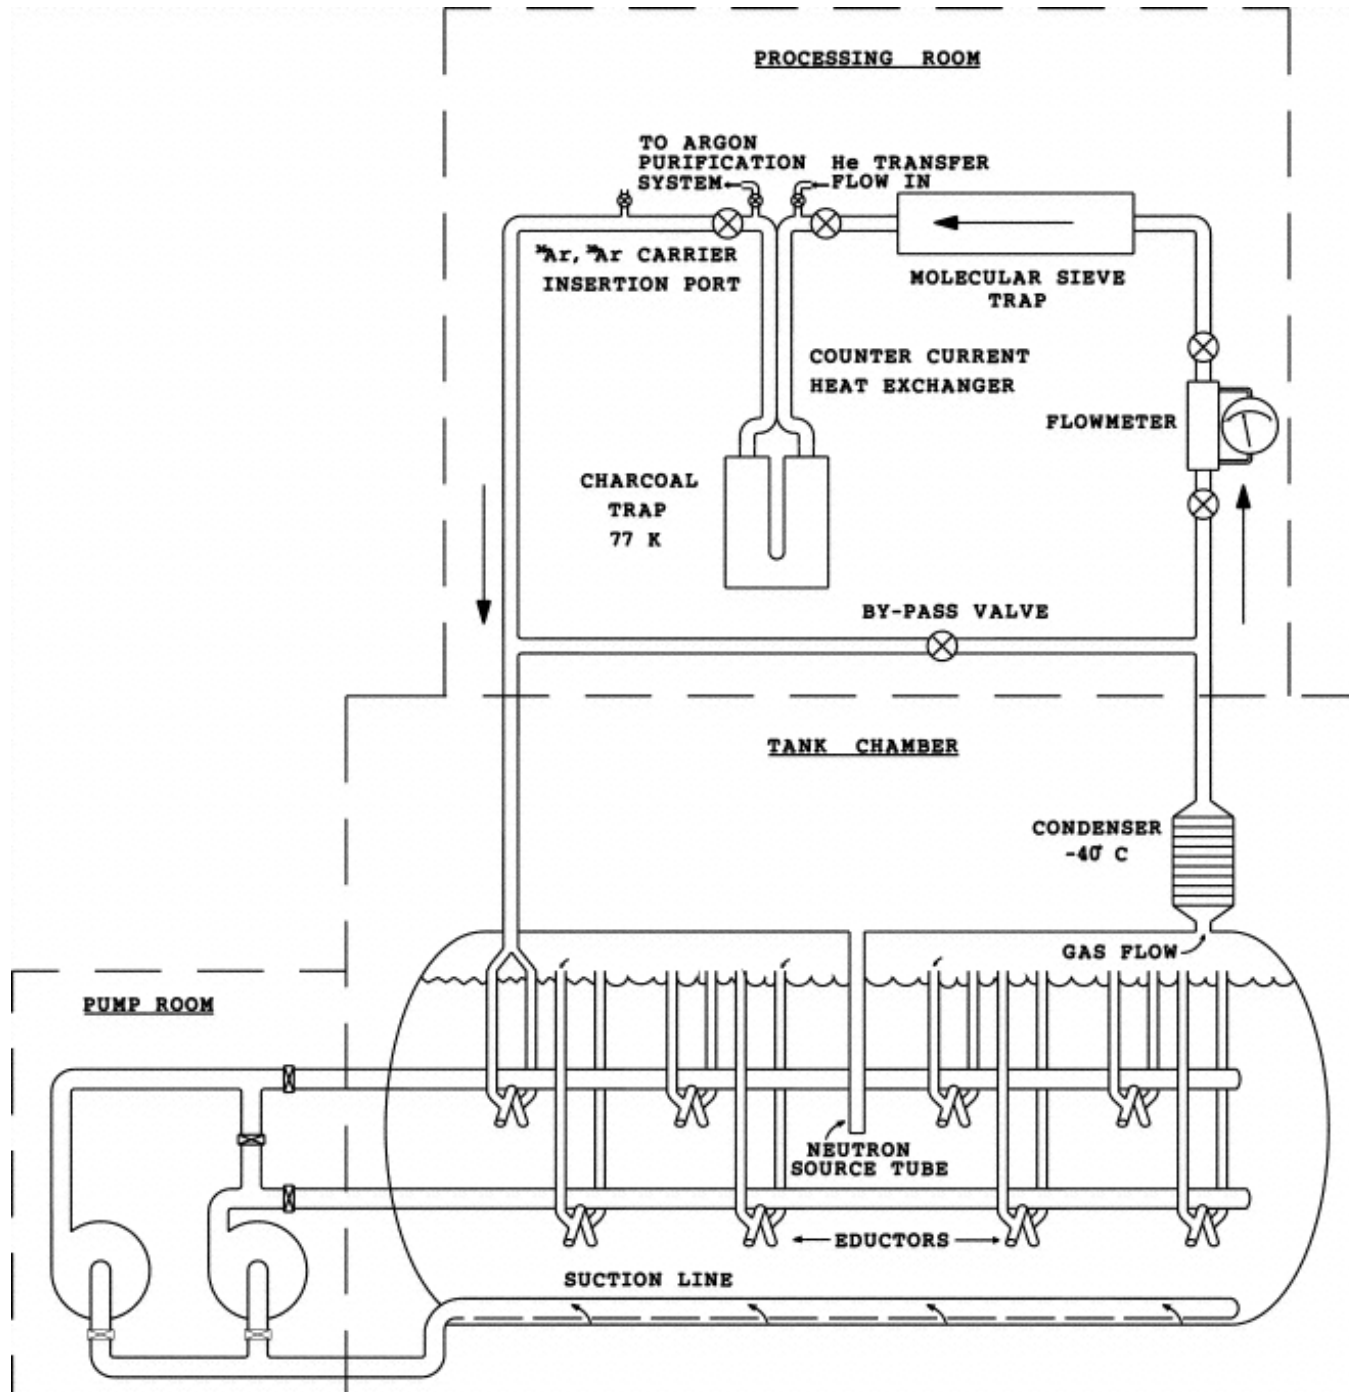 PROCESSING ROOM
TO ARGON
PURIFICATION
SYSTEM
He TRANSFER
FLOW IN
³⁶Ar, ³⁸Ar CARRIER
INSERTION PORT
MOLECULAR SIEVE
TRAP
COUNTER CURRENT
HEAT EXCHANGER
FLOWMETER
CHARCOAL
TRAP
77 K
BY-PASS VALVE
TANK CHAMBER
CONDENSER
-40° C
GAS FLOW
PUMP ROOM
NEUTRON
SOURCE TUBE
EDUCTORS
SUCTION LINE